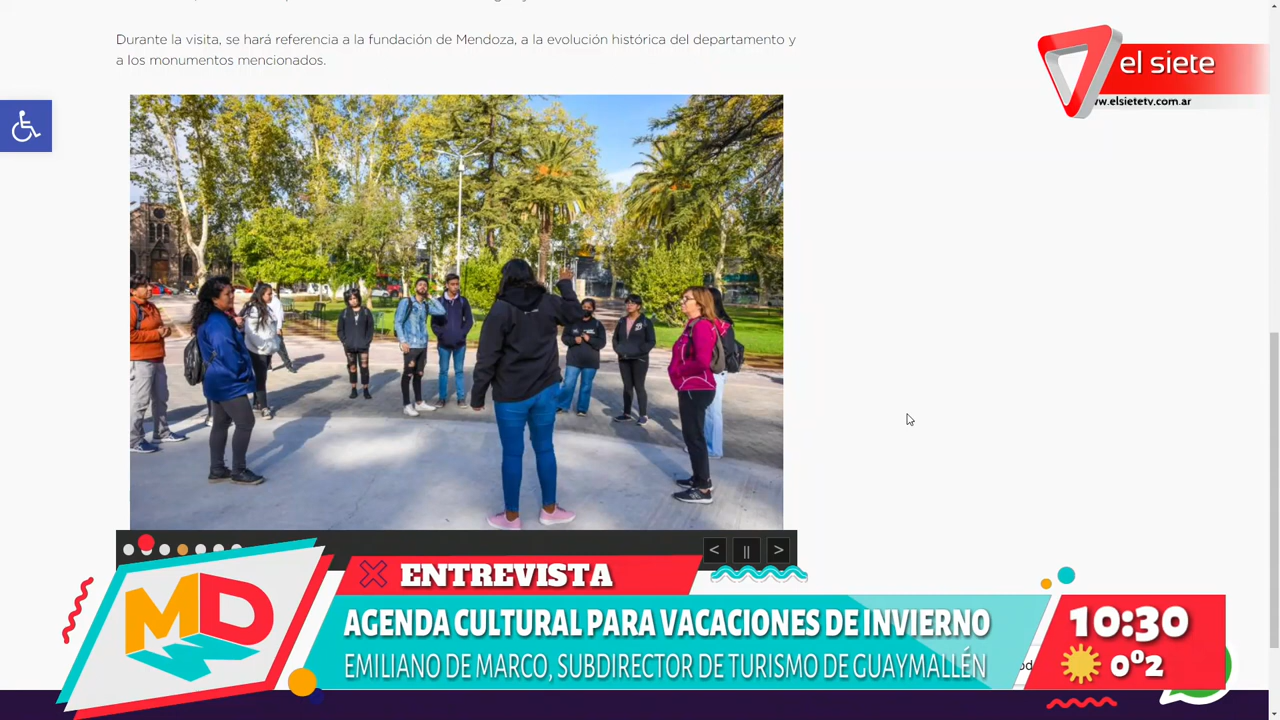 Durante la visita, se hará referencia a la fundación de Mendoza, a la evolución histórica del departamento y
a los monumentos mencionados.
el siete
w.elsietetv.com.ar
< || >
ENTREVISTA
MD
AGENDA CULTURAL PARA VACACIONES DE INVIERNO
EMILIANO DE MARCO, SUBDIRECTOR DE TURISMO DE GUAYMALLÉN
10:30
0º2